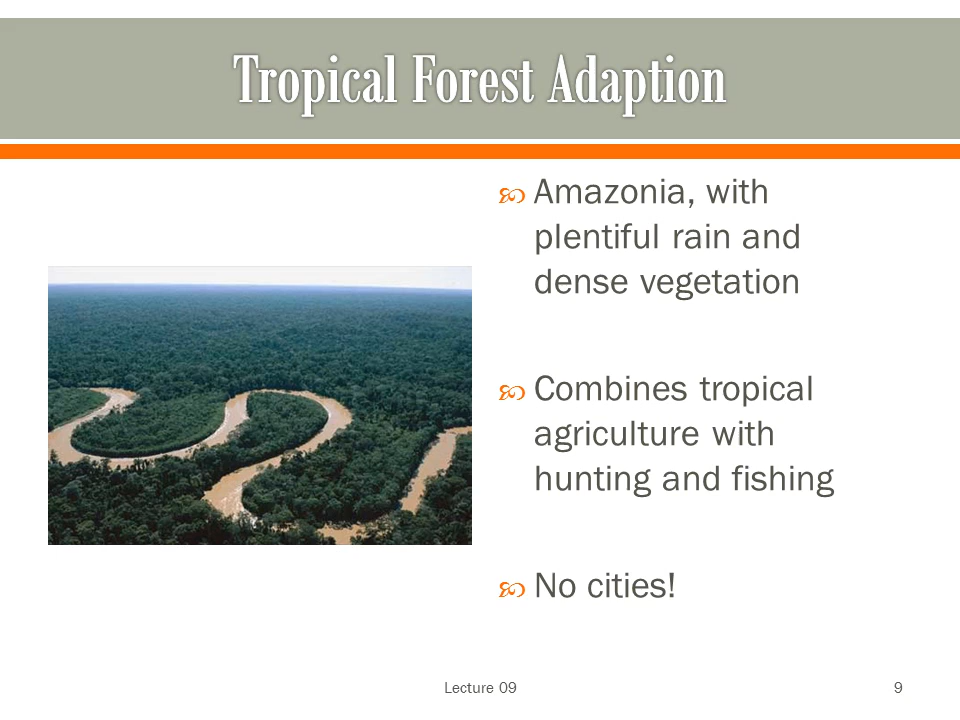 Tropical Forest Adaption
Amazonia, with
plentiful rain and
dense vegetation
Combines tropical
agriculture with
hunting and fishing
No cities!
Lecture 09
9